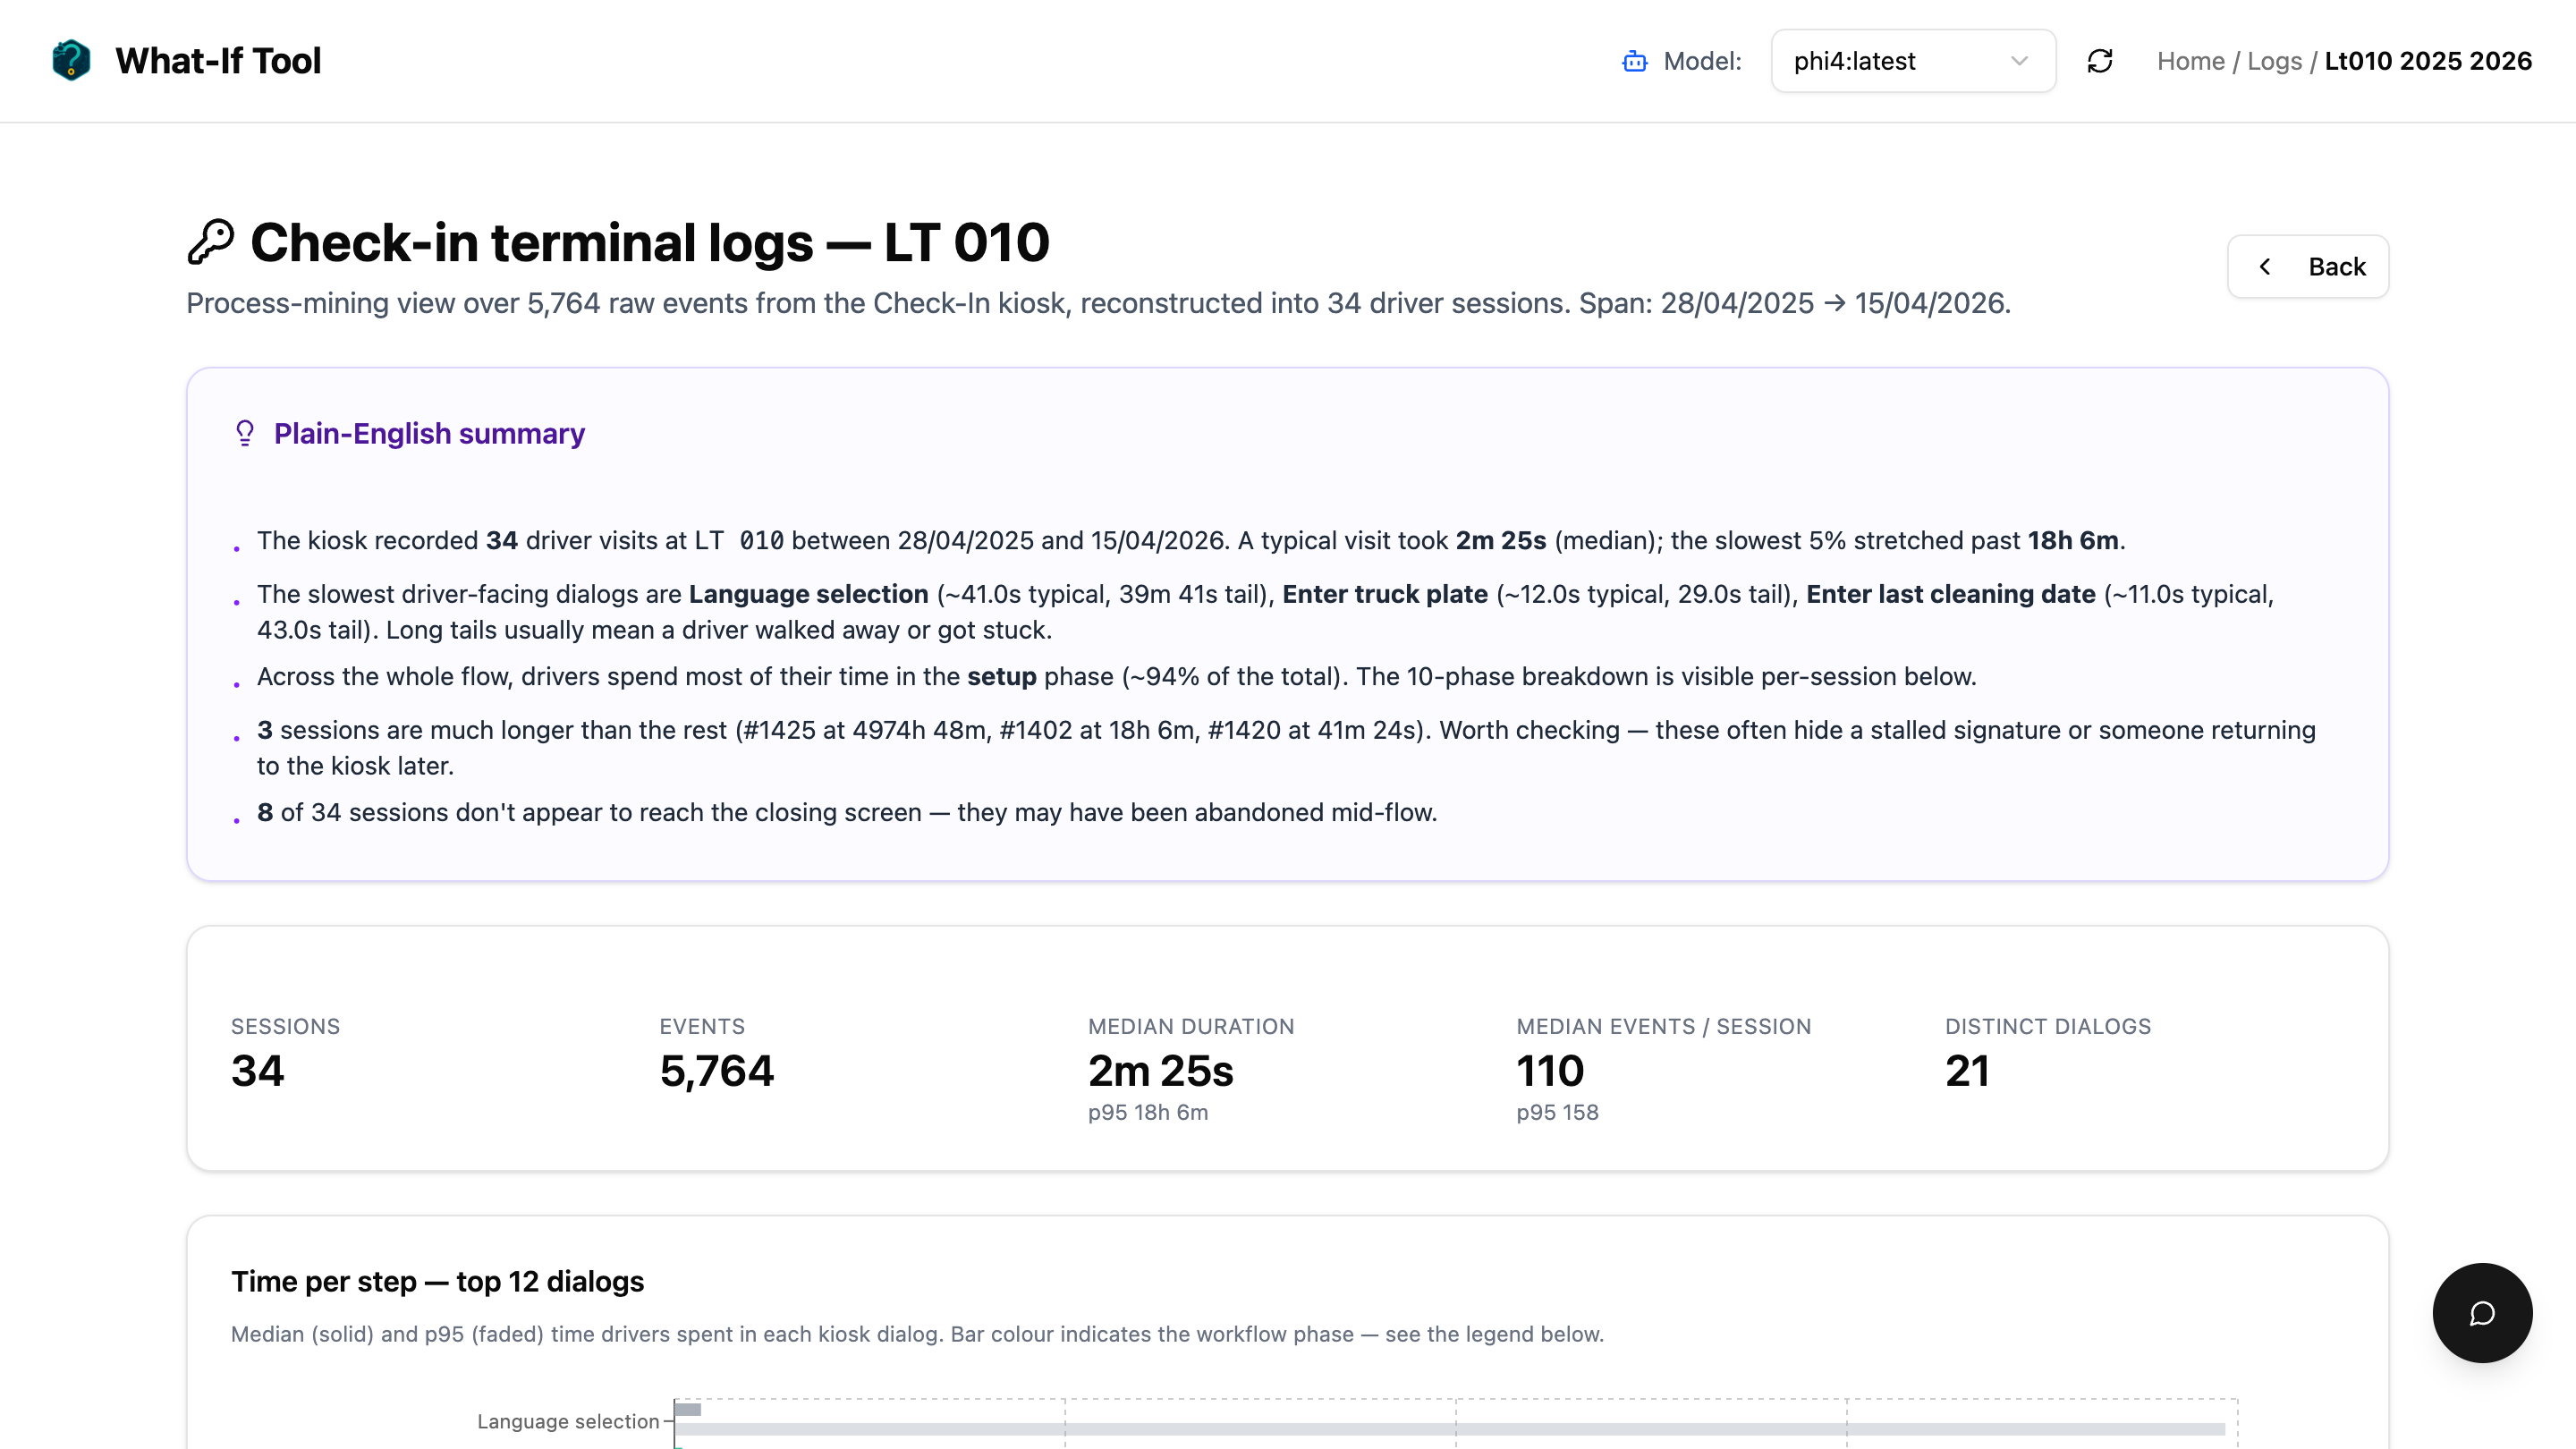 What-If Tool
Model:
phi4:latest
Home / Logs / Lt010 2025 2026
Check-in terminal logs — LT 010
Process-mining view over 5,764 raw events from the Check-In kiosk, reconstructed into 34 driver sessions. Span: 28/04/2025 → 15/04/2026.
Back
Plain-English summary
The kiosk recorded 34 driver visits at LT 010 between 28/04/2025 and 15/04/2026. A typical visit took 2m 25s (median); the slowest 5% stretched past 18h 6m.
The slowest driver-facing dialogs are Language selection (~41.0s typical, 39m 41s tail), Enter truck plate (~12.0s typical, 29.0s tail), Enter last cleaning date (~11.0s typical,
43.0s tail). Long tails usually mean a driver walked away or got stuck.
Across the whole flow, drivers spend most of their time in the setup phase (~94% of the total). The 10-phase breakdown is visible per-session below.
3 sessions are much longer than the rest (#1425 at 4974h 48m, #1402 at 18h 6m, #1420 at 41m 24s). Worth checking — these often hide a stalled signature or someone returning
to the kiosk later.
8 of 34 sessions don't appear to reach the closing screen — they may have been abandoned mid-flow.
SESSIONS
34
EVENTS
5,764
MEDIAN DURATION
2m 25s
p95 18h 6m
MEDIAN EVENTS / SESSION
110
p95 158
DISTINCT DIALOGS
21
Time per step — top 12 dialogs
Median (solid) and p95 (faded) time drivers spent in each kiosk dialog. Bar colour indicates the workflow phase — see the legend below.
Language selection